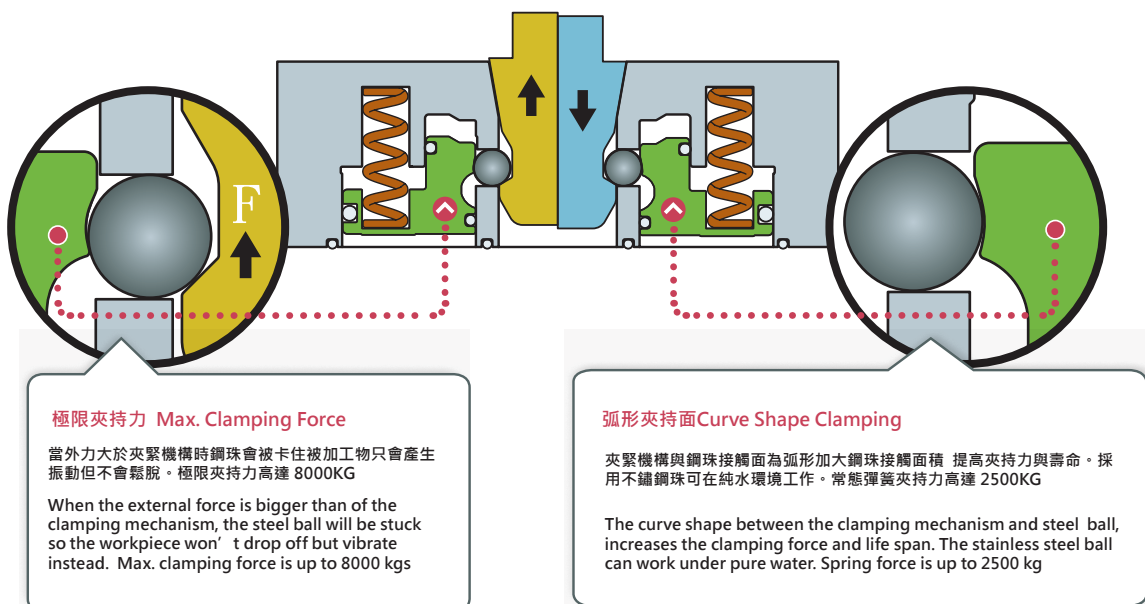 F
極限夾持力 Max. Clamping Force
當外力大於夾緊機構時鋼珠會被卡住被加工物只會產生
振動但不會鬆脫。極限夾持力高達 8000KG
When the external force is bigger than of the
clamping mechanism, the steel ball will be stuck
so the workpiece won’ t drop off but vibrate
instead. Max. clamping force is up to 8000 kgs
弧形夾持面Curve Shape Clamping
夾緊機構與鋼珠接觸面為弧形加大鋼珠接觸面積 提高夾持力與壽命。採
用不鏽鋼珠可在純水環境工作。常態彈簧夾持力高達 2500KG
The curve shape between the clamping mechanism and steel ball,
increases the clamping force and life span. The stainless steel ball
can work under pure water. Spring force is up to 2500 kg